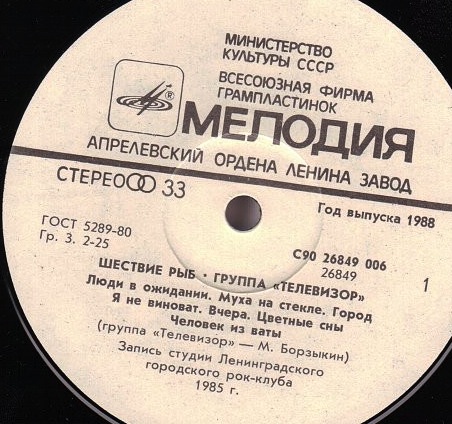 МИНИСТЕРСТВО
КУЛЬТУРЫ СССР
ВСЕСОЮЗНАЯ ФИРМА
ГРАМПЛАСТИНОК
®
МЕЛОДИЯ
АПРЕЛЕВСКИЙ ОРДЕНА ЛЕНИНА ЗАВОД
СТЕРЕО 33
Год выпуска 1988
ГОСТ 5289-80
Гр. 3. 2-25
С90 26849 006
26849
1
ШЕСТВИЕ РЫБ · ГРУППА «ТЕЛЕВИЗОР»
Люди в ожидании. Муха на стекле. Город
Я не виноват. Вчера. Цветные сны
Человек из ваты
(группа «Телевизор» — М. Борзыкин)
Запись студии Ленинградского
городского рок-клуба
1985 г.